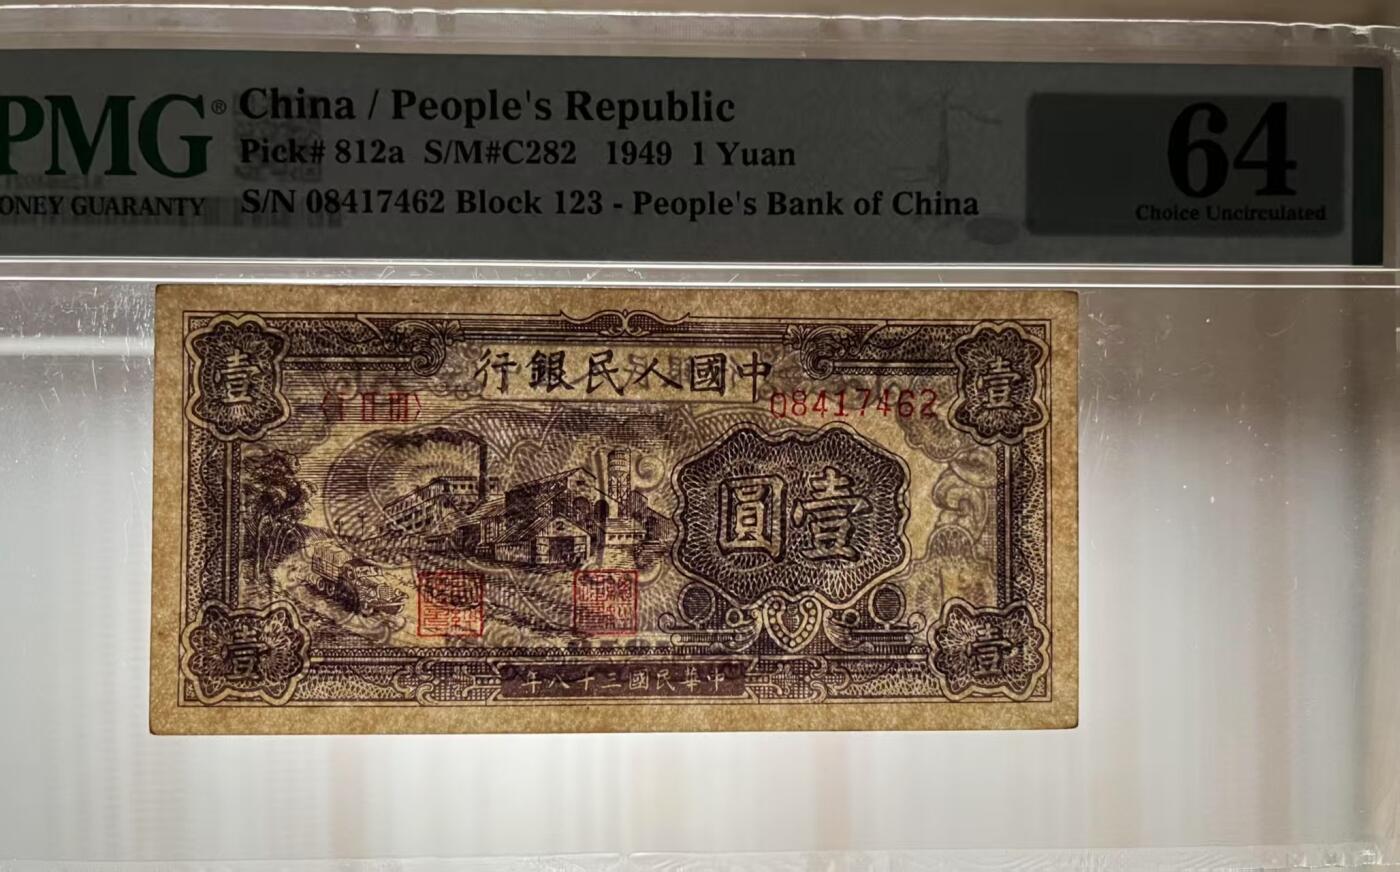 PMG® China / People's Republic
Pick# 812a S/M#C282 1949 1 Yuan
ONEY GUARANTY
S/N 08417462 Block 123 - People's Bank of China
64
Choice Uncirculated
行銀民人國中
壹
壹
08417462
圓壹
壹
壹
年八十三國民華中